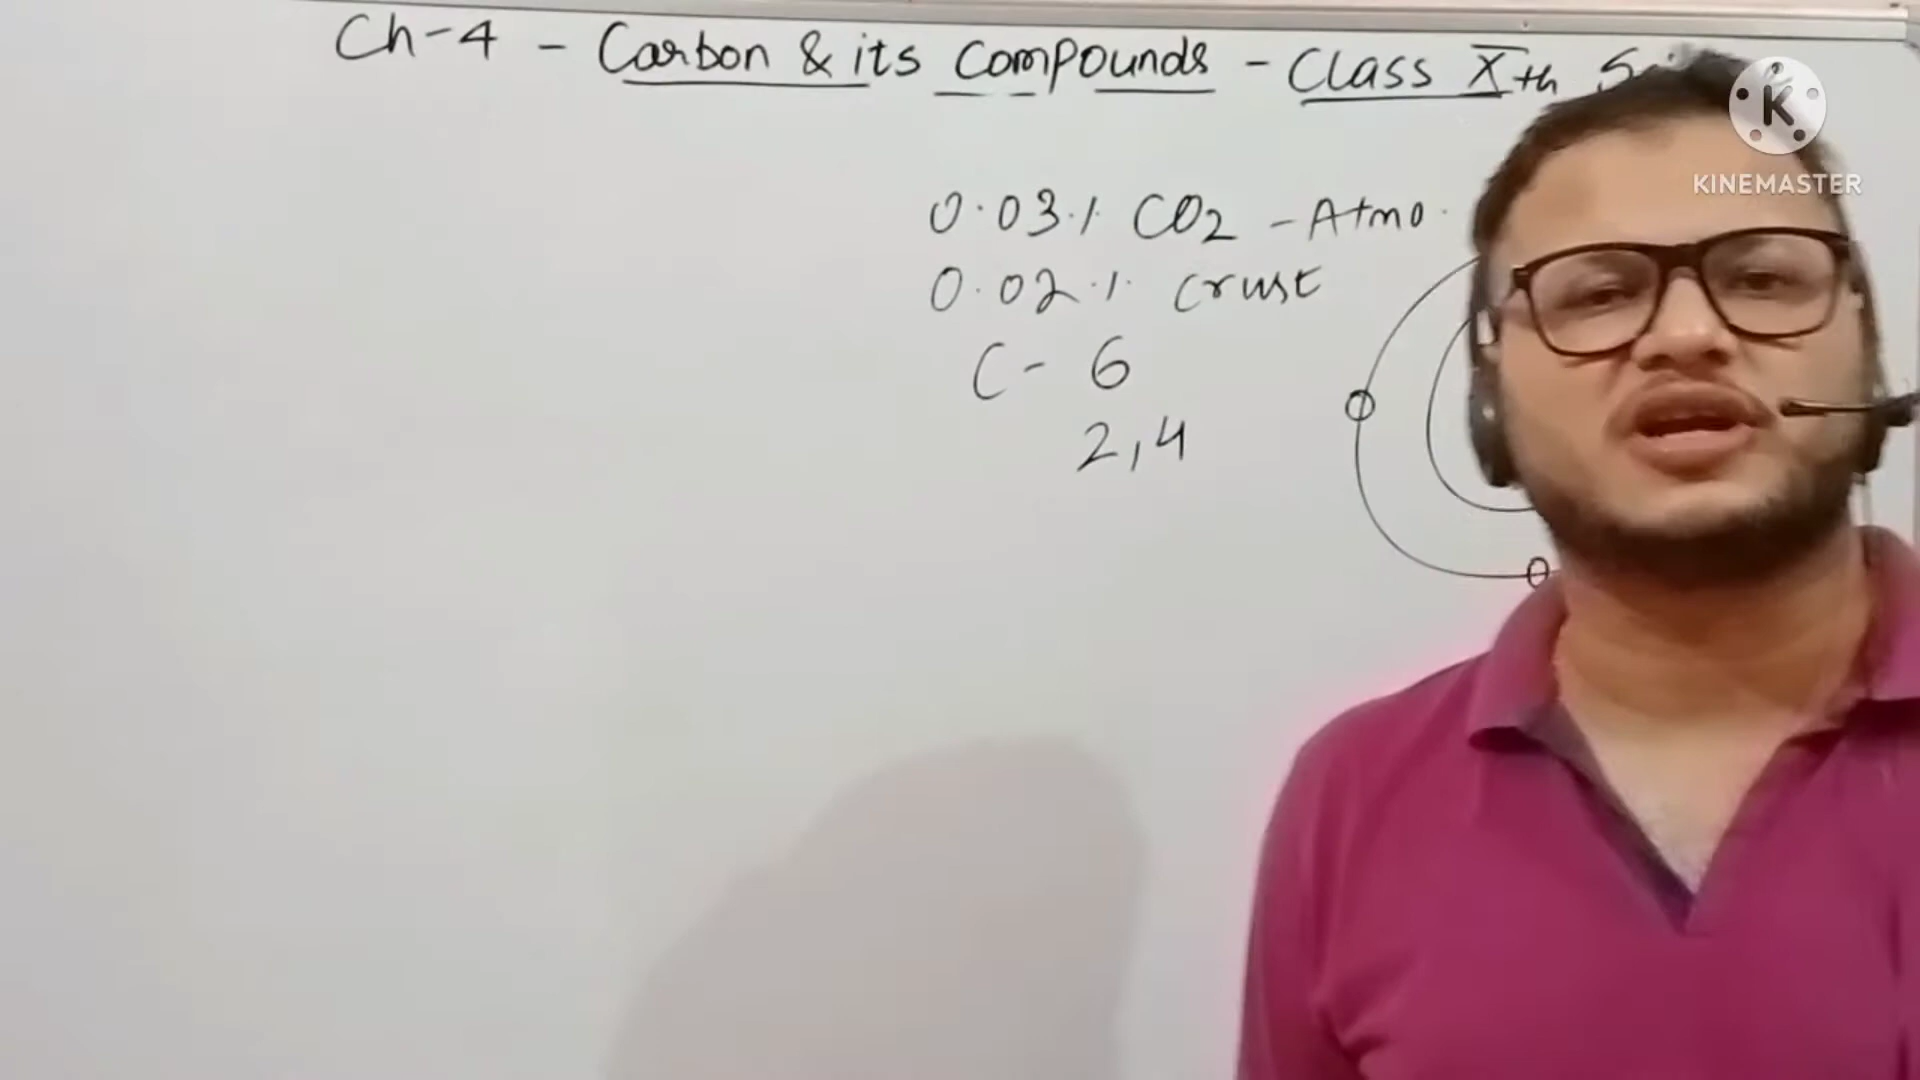 Ch-4 - Carbon & its Compounds - Class Xth
K
KINEMASTER
0.03% CO2 - Atmo.
0.02% Crust
C- 6
2,4